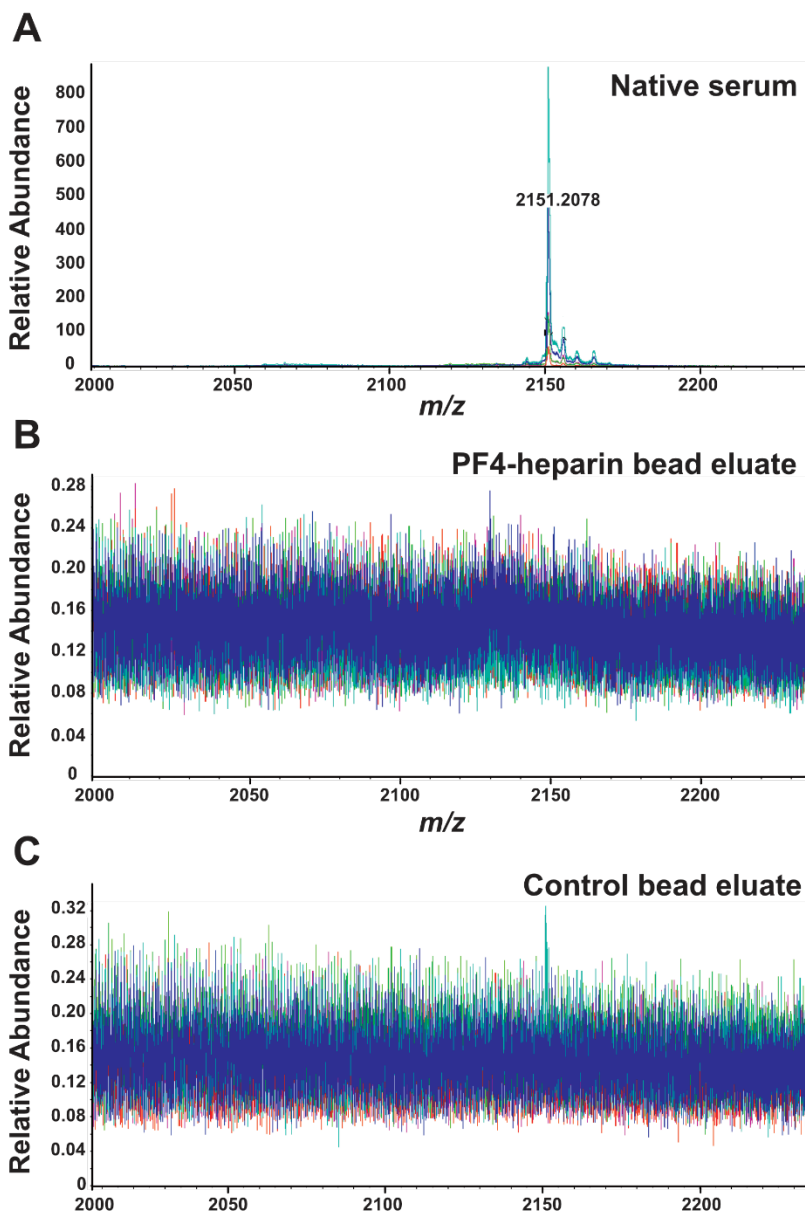 A
Native serum
Relative Abundance
800
700
600
500
400
300
200
100
0
2151.2078
2000 2050 2100 2150 2200
m/z
B
PF4-heparin bead eluate
Relative Abundance
0.28
0.24
0.20
0.16
0.12
0.08
0.04
0
2000 2050 2100 2150 2200
m/z
C
Control bead eluate
Relative Abundance
0.32
0.28
0.24
0.20
0.16
0.12
0.08
0.04
0
2000 2050 2100 2150 2200